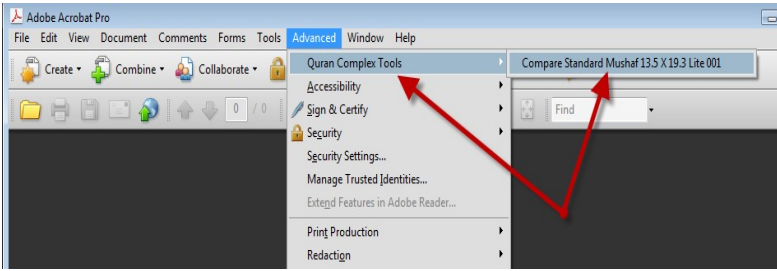 Adobe Acrobat Pro
File Edit View Document Comments Forms Tools Advanced Window Help
Create Combine Collaborate
Quran Complex Tools
Compare Standard Mushaf 13.5 X 19.3 Lite 001
Accessibility
0 / 0
Sign & Certify
Find
Security
Security Settings...
Manage Trusted Identities...
Extend Features in Adobe Reader...
Print Production
Redaction